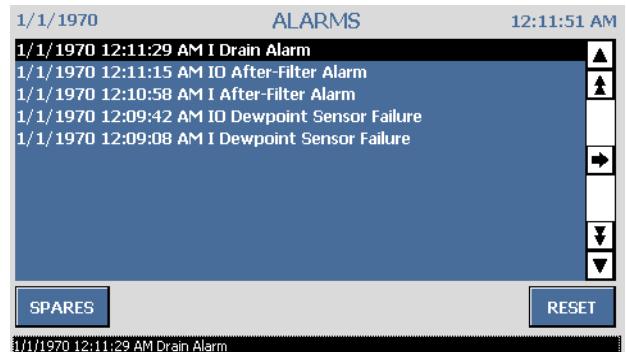 1/1/1970 ALARMS 12:11:51 AM
1/1/1970 12:11:29 AM I Drain Alarm
1/1/1970 12:11:15 AM IO After-Filter Alarm
1/1/1970 12:10:58 AM I After-Filter Alarm
1/1/1970 12:09:42 AM IO Dewpoint Sensor Failure
1/1/1970 12:09:08 AM I Dewpoint Sensor Failure
SPARES RESET
1/1/1970 12:11:29 AM Drain Alarm